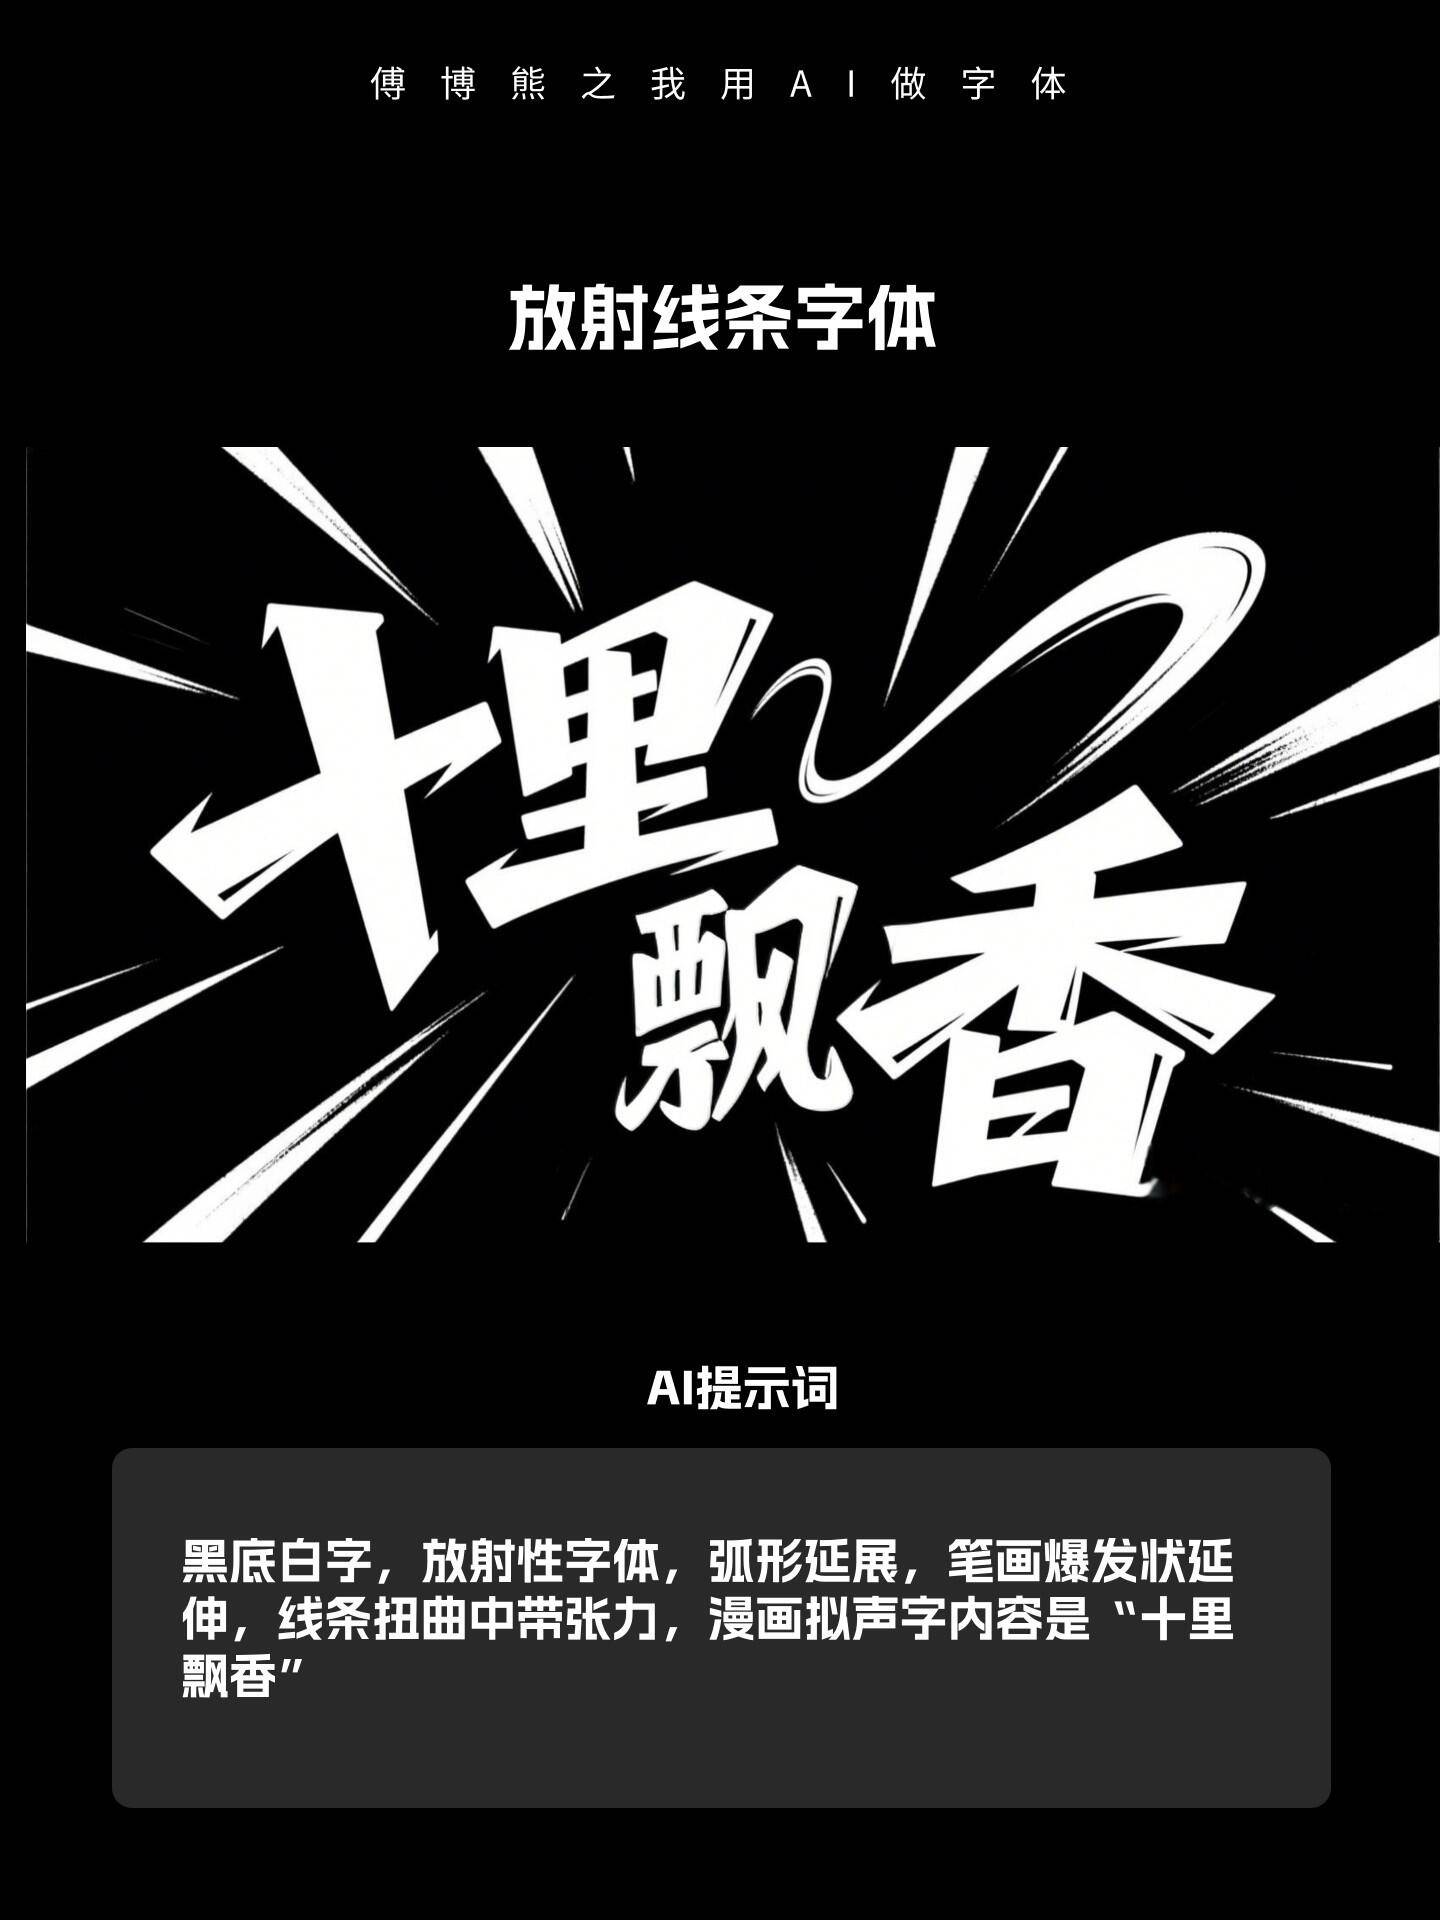 傅博熊之我用AI做字体
放射线条字体
十里
飘香
AI提示词
黑底白字，放射性字体，弧形延展，笔画爆发状延
伸，线条扭曲中带张力，漫画拟声字内容是“十里
飘香”